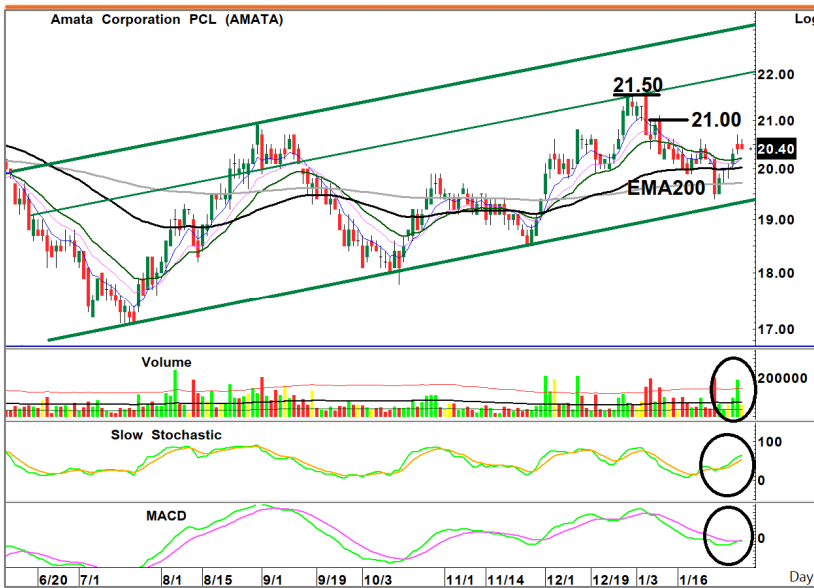 Amata Corporation PCL (AMATA)
Log
22.00
21.50
21.00
21.00
20.40
20.00
EMA200
19.00
18.00
17.00
Volume
200000
Slow Stochastic
100
0
MACD
0
6/20 7/1 8/1 8/15 9/1 9/19 10/3 11/1 11/14 12/1 12/19 1/3 1/16 Day